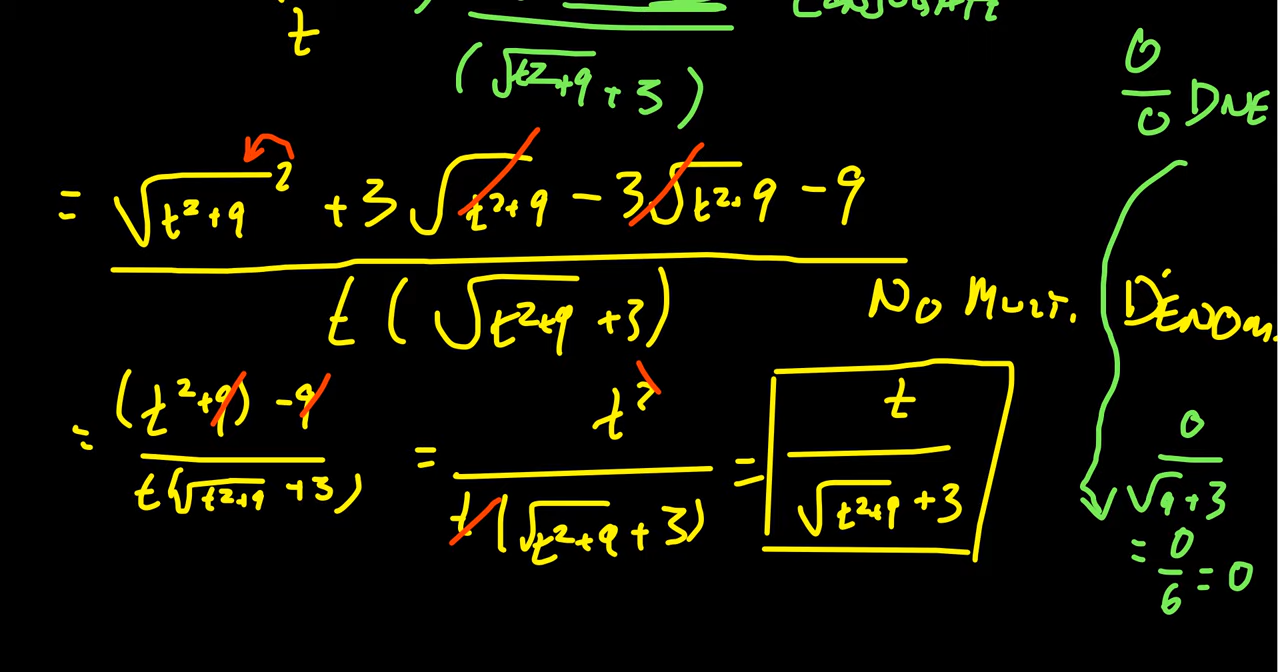 t
(√(t²+9) + 3)
= √(t²+9)² + 3√(t²+9) − 3√(t²+9) − 9
t (√(t²+9) + 3)
No Mult. Denom.
= (t²+9) − 9 / t(√(t²+9) + 3) = t² / t(√(t²+9) + 3) = t / √(t²+9) + 3
0/0 DNE
0 / √9 + 3
= 0/6 = 0